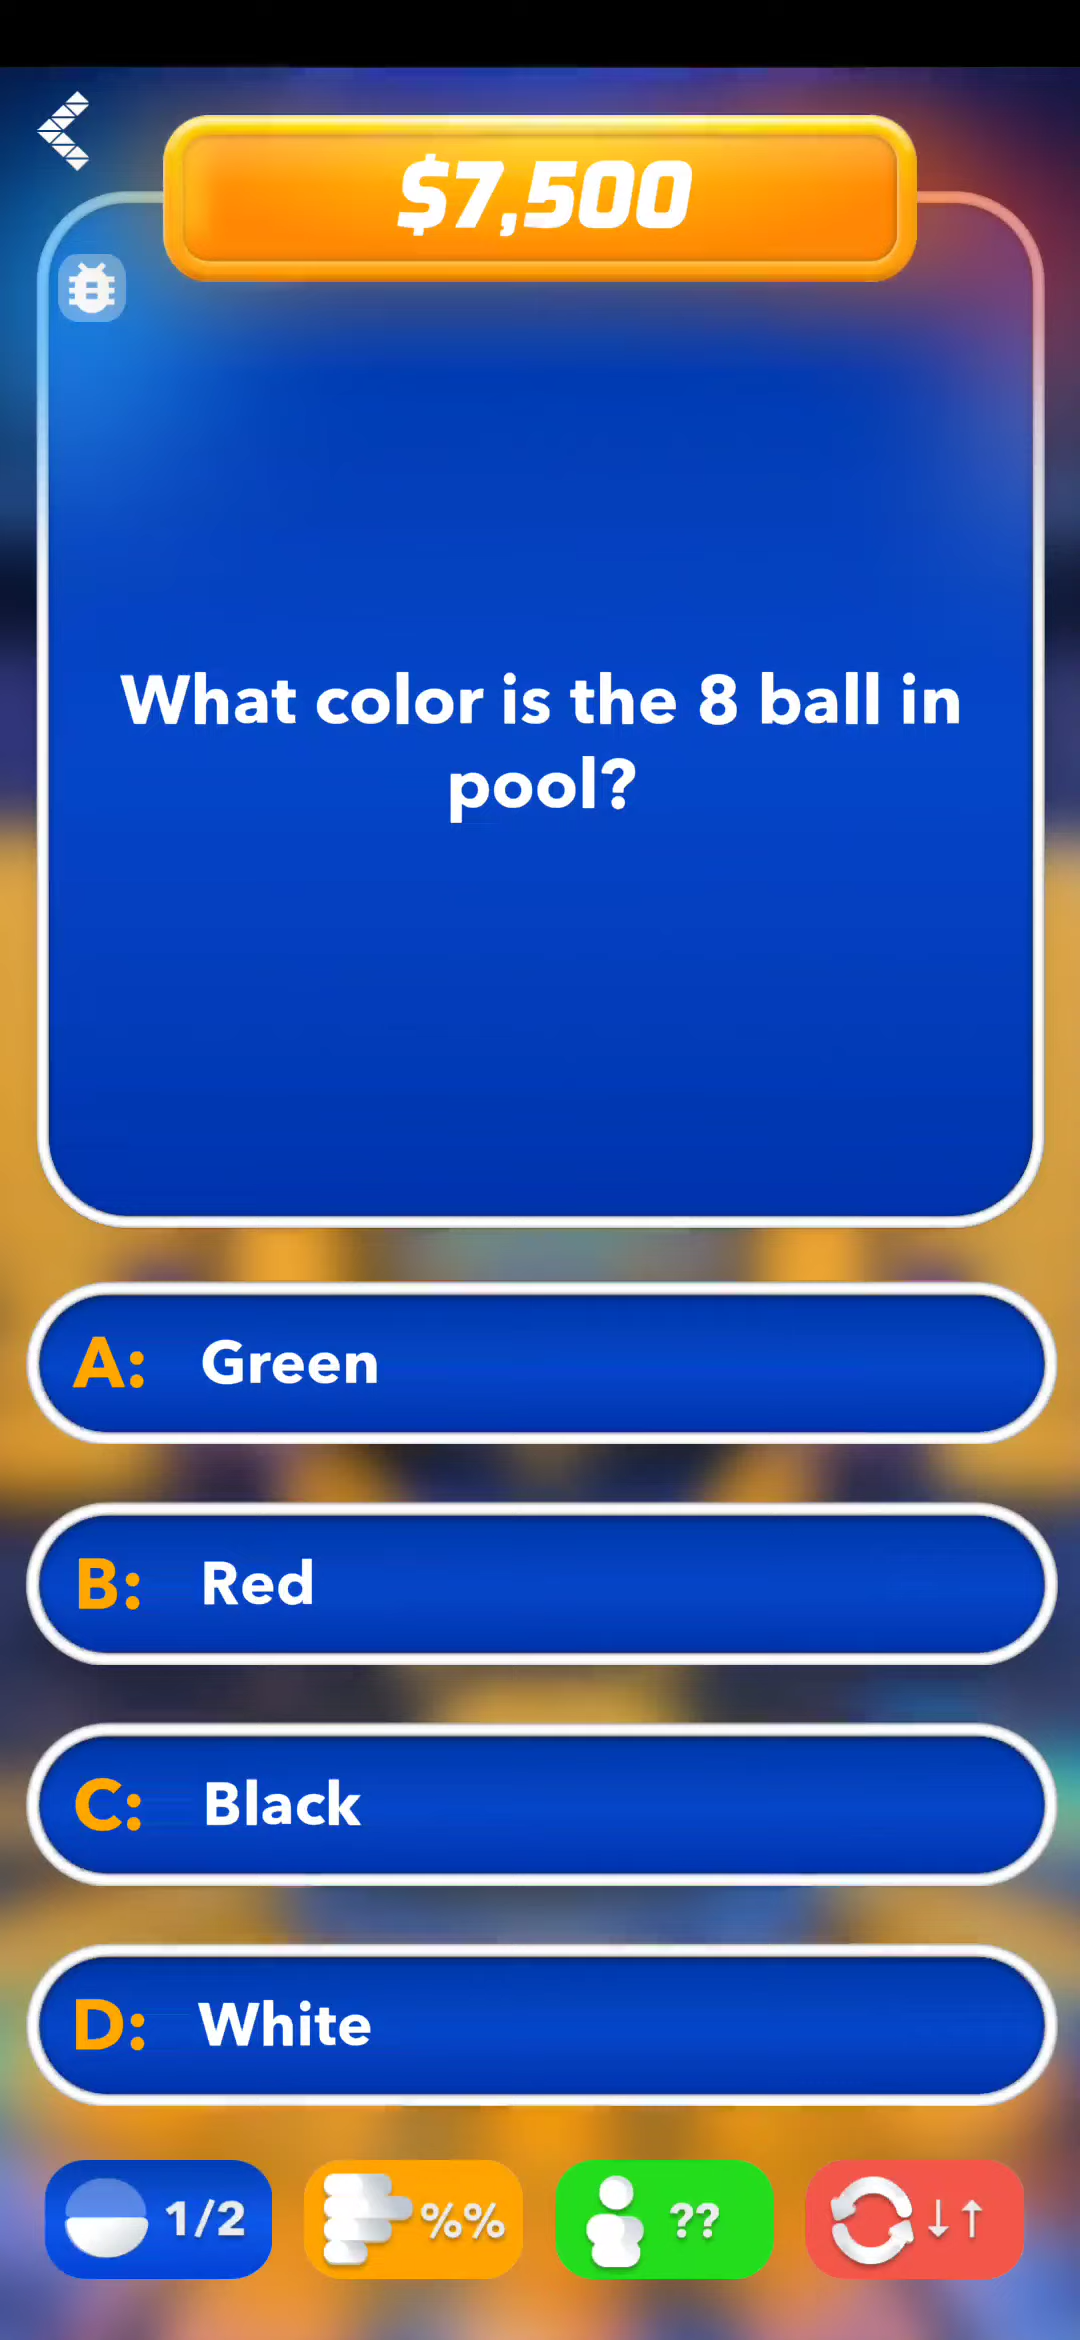 $7,500
What color is the 8 ball in
pool?
A: Green
B: Red
C: Black
D: White
1/2 %% ?? ↓↑